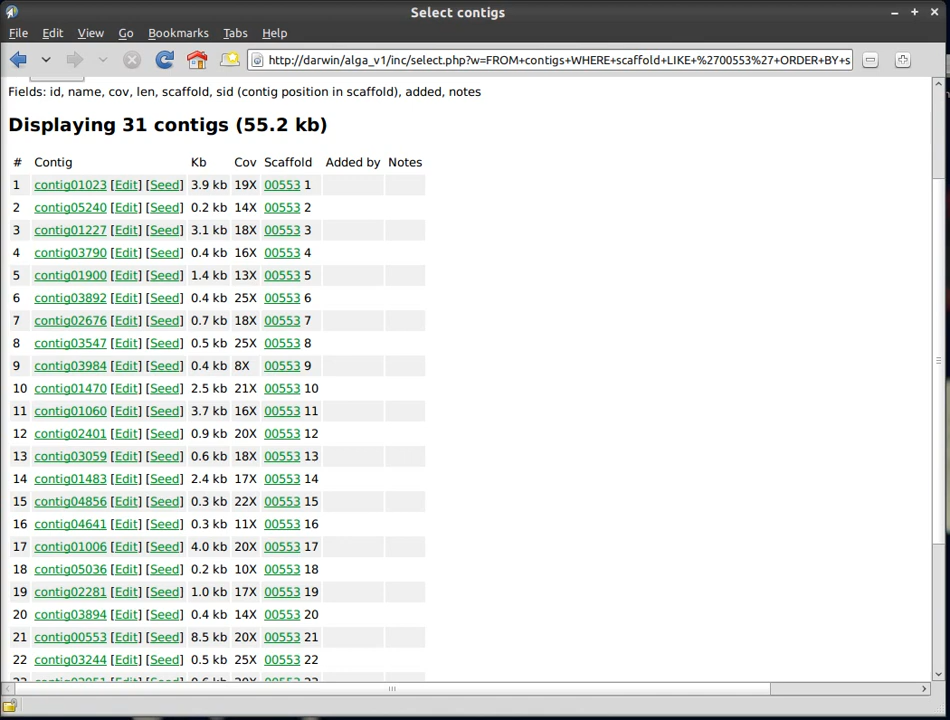 Select contigs
File Edit View Go Bookmarks Tabs Help
http://darwin/alga_v1/inc/select.php?w=FROM+contigs+WHERE+scaffold+LIKE+%2700553%27+ORDER+BY+s
Fields: id, name, cov, len, scaffold, sid (contig position in scaffold), added, notes
Displaying 31 contigs (55.2 kb)
# Contig Kb Cov Scaffold Added by Notes
1 contig01023 [Edit] [Seed] 3.9 kb 19X 00553 1
2 contig05240 [Edit] [Seed] 0.2 kb 14X 00553 2
3 contig01227 [Edit] [Seed] 3.1 kb 18X 00553 3
4 contig03790 [Edit] [Seed] 0.4 kb 16X 00553 4
5 contig01900 [Edit] [Seed] 1.4 kb 13X 00553 5
6 contig03892 [Edit] [Seed] 0.4 kb 25X 00553 6
7 contig02676 [Edit] [Seed] 0.7 kb 18X 00553 7
8 contig03547 [Edit] [Seed] 0.5 kb 25X 00553 8
9 contig03984 [Edit] [Seed] 0.4 kb 8X 00553 9
10 contig01470 [Edit] [Seed] 2.5 kb 21X 00553 10
11 contig01060 [Edit] [Seed] 3.7 kb 16X 00553 11
12 contig02401 [Edit] [Seed] 0.9 kb 20X 00553 12
13 contig03059 [Edit] [Seed] 0.6 kb 18X 00553 13
14 contig01483 [Edit] [Seed] 2.4 kb 17X 00553 14
15 contig04856 [Edit] [Seed] 0.3 kb 22X 00553 15
16 contig04641 [Edit] [Seed] 0.3 kb 11X 00553 16
17 contig01006 [Edit] [Seed] 4.0 kb 20X 00553 17
18 contig05036 [Edit] [Seed] 0.2 kb 10X 00553 18
19 contig02281 [Edit] [Seed] 1.0 kb 17X 00553 19
20 contig03894 [Edit] [Seed] 0.4 kb 14X 00553 20
21 contig00553 [Edit] [Seed] 8.5 kb 20X 00553 21
22 contig03244 [Edit] [Seed] 0.5 kb 25X 00553 22